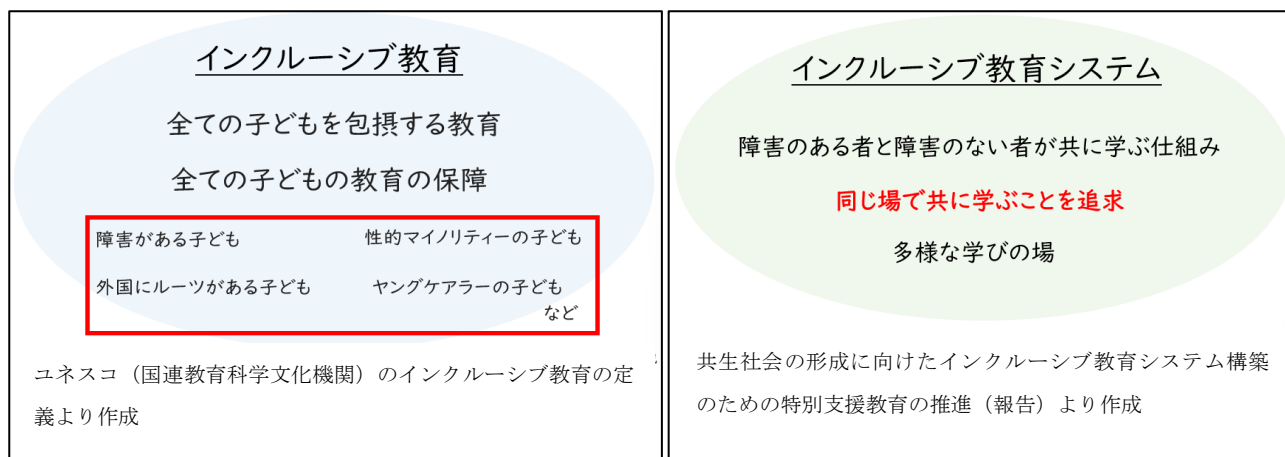 インクルーシブ教育
全ての子どもを包摂する教育
全ての子どもの教育の保障
障害がある子ども 性的マイノリティーの子ども
外国にルーツがある子ども ヤングケアラーの子ども
など
ユネスコ（国連教育科学文化機関）のインクルーシブ教育の定
義より作成
インクルーシブ教育システム
障害のある者と障害のない者が共に学ぶ仕組み
同じ場で共に学ぶことを追求
多様な学びの場
共生社会の形成に向けたインクルーシブ教育システム構築
のための特別支援教育の推進（報告）より作成